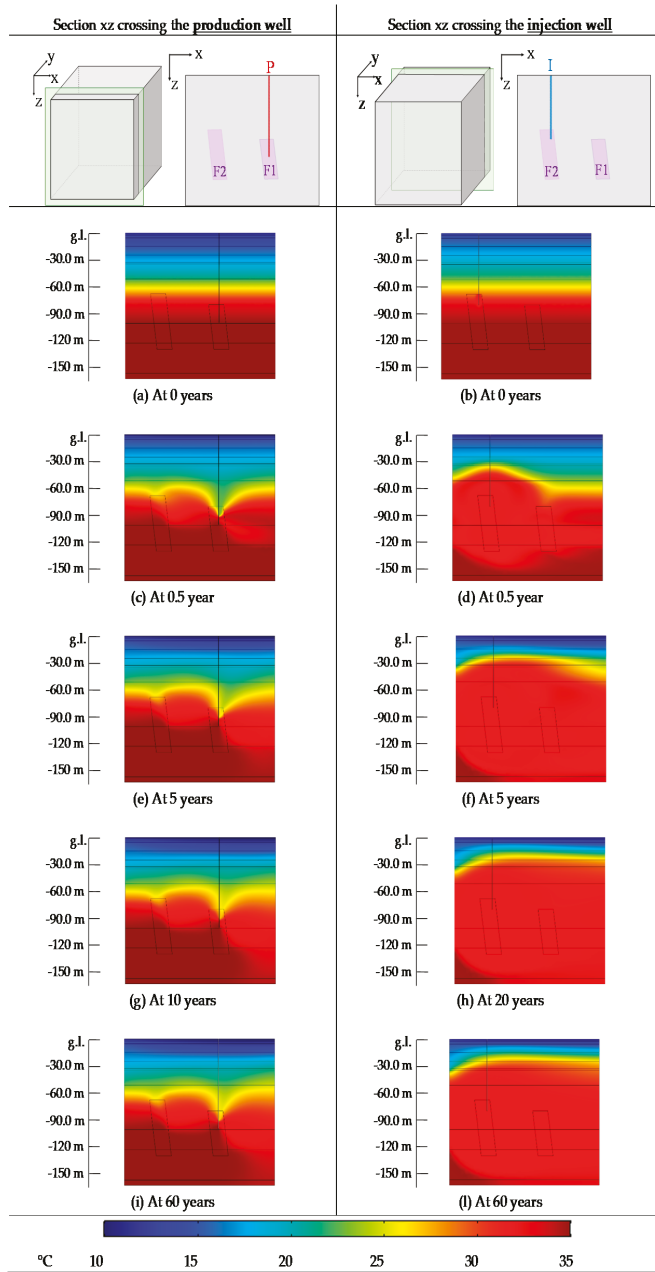 Section xz crossing the production well
Section xz crossing the injection well
y
x
z
x
z
P
F2
F1
y
x
z
x
z
I
F2
F1
g.l.
-30.0 m
-60.0 m
-90.0 m
-120 m
-150 m
(a) At 0 years
g.l.
-30.0 m
-60.0 m
-90.0 m
-120 m
-150 m
(b) At 0 years
g.l.
-30.0 m
-60.0 m
-90.0 m
-120 m
-150 m
(c) At 0.5 year
g.l.
-30.0 m
-60.0 m
-90.0 m
-120 m
-150 m
(d) At 0.5 year
g.l.
-30.0 m
-60.0 m
-90.0 m
-120 m
-150 m
(e) At 5 years
g.l.
-30.0 m
-60.0 m
-90.0 m
-120 m
-150 m
(f) At 5 years
g.l.
-30.0 m
-60.0 m
-90.0 m
-120 m
-150 m
(g) At 10 years
g.l.
-30.0 m
-60.0 m
-90.0 m
-120 m
-150 m
(h) At 20 years
g.l.
-30.0 m
-60.0 m
-90.0 m
-120 m
-150 m
(i) At 60 years
g.l.
-30.0 m
-60.0 m
-90.0 m
-120 m
-150 m
(l) At 60 years
°C 10 15 20 25 30 35